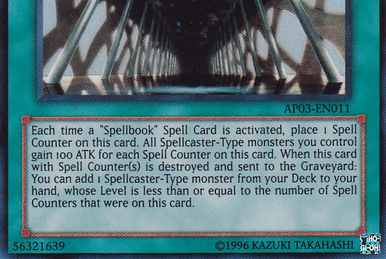 AP03-EN011
Each time a "Spellbook" Spell Card is activated, place 1 Spell
Counter on this card. All Spellcaster-Type monsters you control
gain 100 ATK for each Spell Counter on this card. When this card
with Spell Counter(s) is destroyed and sent to the Graveyard:
You can add 1 Spellcaster-Type monster from your Deck to your
hand, whose Level is less than or equal to the number of Spell
Counters that were on this card.
56321639
©1996 KAZUKI TAKAHASHI